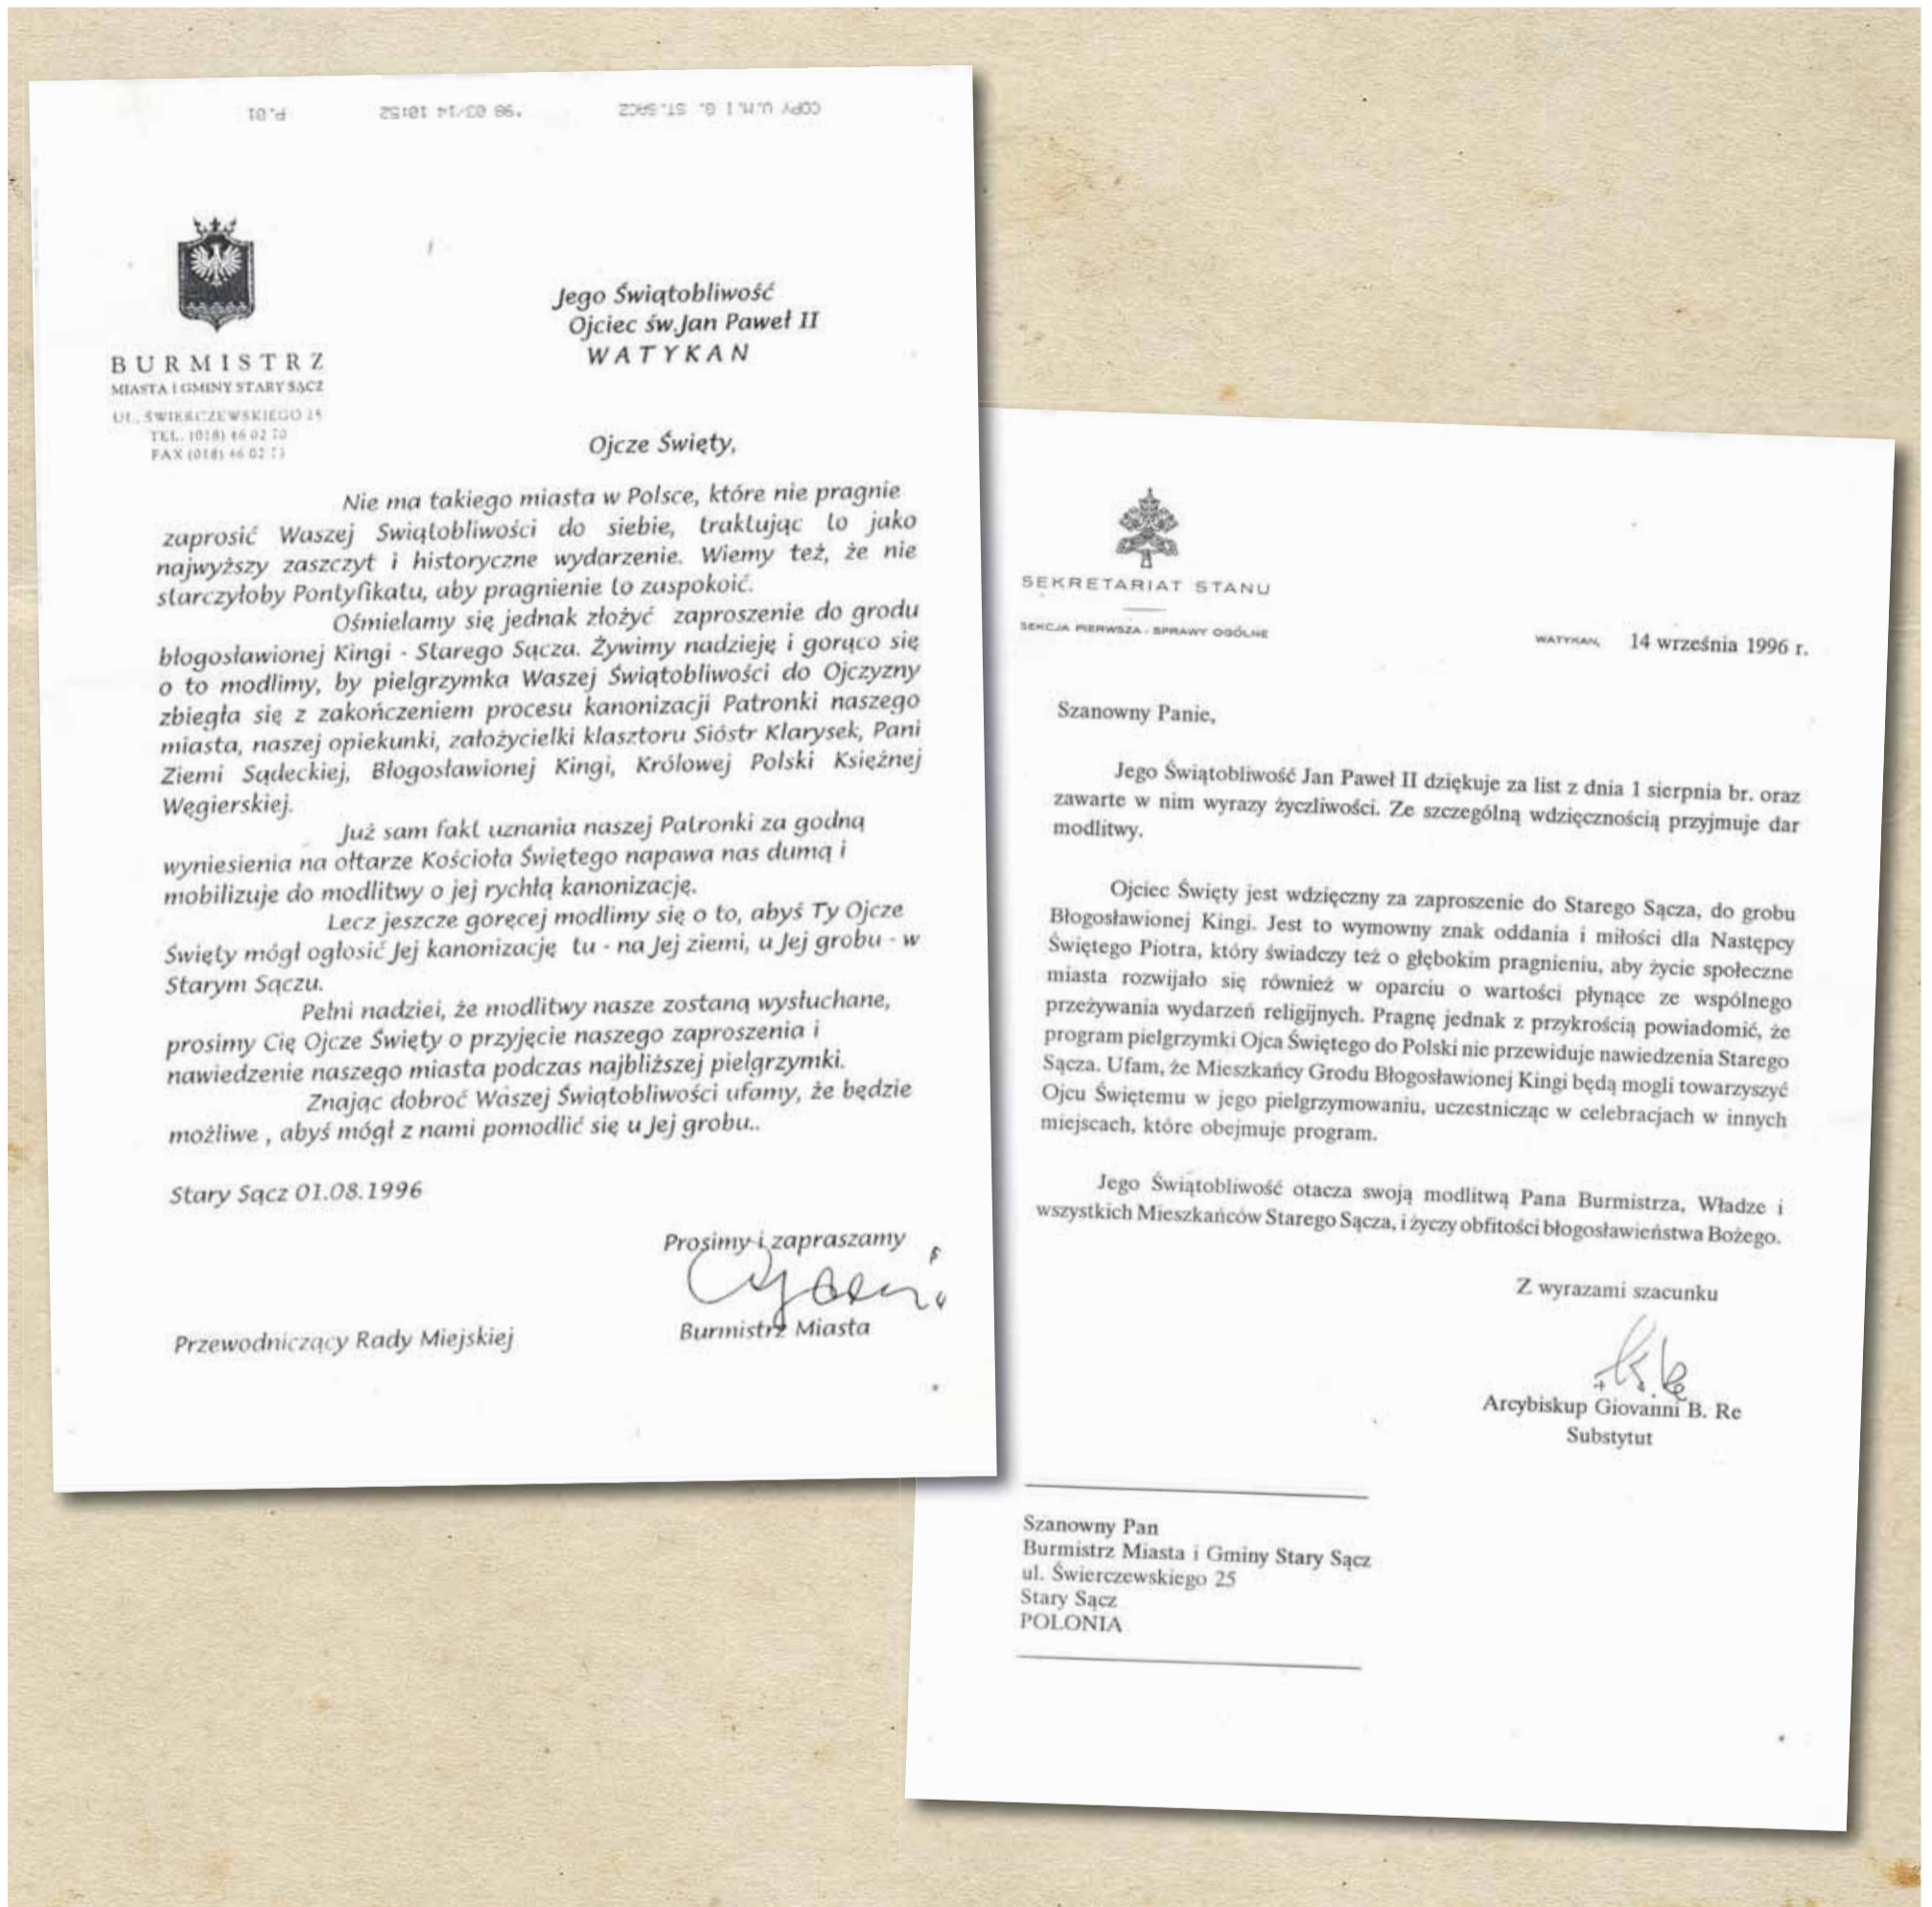 COPY U.M. I G. ST. SACZ '98 03/14 10:52 P.01
BURMISTRZ
MIASTA I GMINY STARY SĄCZ
UL. ŚWIERCZEWSKIEGO 25
TEL. (018) 46 02 70
FAX (018) 46 02
Jego Świątobliwość
Ojciec św.Jan Paweł II
WATYKAN
Ojcze Święty,
Nie ma takiego miasta w Polsce, które nie pragnie
zaprosić Waszej Swiątobliwości do siebie, traktując to jako
najwyższy zaszczyt i historyczne wydarzenie. Wiemy też, że nie
starczyłoby Pontyfikatu, aby pragnienie to zaspokoić.
Ośmielamy się jednak złożyć zaproszenie do grodu
błogosławionej Kingi - Starego Sącza. Żywimy nadzieję i gorąco się
o to modlimy, by pielgrzymka Waszej Świątobliwości do Ojczyzny
zbiegła się z zakończeniem procesu kanonizacji Patronki naszego
miasta, naszej opiekunki, założycielki klasztoru Sióstr Klarysek, Pani
Ziemi Sądeckiej, Błogosławionej Kingi, Królowej Polski Księżnej
Węgierskiej.
Już sam fakt uznania naszej Patronki za godną
wyniesienia na ołtarze Kościoła Świętego napawa nas dumą i
mobilizuje do modlitwy o jej rychłą kanonizację.
Lecz jeszcze goręcej modlimy się o to, abyś Ty Ojcze
Święty mógł ogłosić Jej kanonizację tu - na Jej ziemi, u Jej grobu - w
Starym Sączu.
Pełni nadziei, że modlitwy nasze zostaną wysłuchane,
prosimy Cię Ojcze Święty o przyjęcie naszego zaproszenia i
nawiedzenie naszego miasta podczas najbliższej pielgrzymki.
Znając dobroć Waszej Świątobliwości ufamy, że będzie
możliwe , abyś mógł z nami pomodlić się u Jej grobu..
Stary Sącz 01.08.1996
Prosimy i zapraszamy
Przewodniczący Rady Miejskiej
Burmistrz Miasta
SEKRETARIAT STANU
SEKCJA PIERWSZA - SPRAWY OGÓLNE
WATYKAN, 14 września 1996 r.
Szanowny Panie,
Jego Świątobliwość Jan Paweł II dziękuje za list z dnia 1 sierpnia br. oraz
zawarte w nim wyrazy życzliwości. Ze szczególną wdzięcznością przyjmuje dar
modlitwy.
Ojciec Święty jest wdzięczny za zaproszenie do Starego Sącza, do grobu
Błogosławionej Kingi. Jest to wymowny znak oddania i miłości dla Następcy
Świętego Piotra, który świadczy też o głębokim pragnieniu, aby życie społeczne
miasta rozwijało się również w oparciu o wartości płynące ze wspólnego
przeżywania wydarzeń religijnych. Pragnę jednak z przykrością powiadomić, że
program pielgrzymki Ojca Świętego do Polski nie przewiduje nawiedzenia Starego
Sącza. Ufam, że Mieszkańcy Grodu Błogosławionej Kingi będą mogli towarzyszyć
Ojcu Świętemu w jego pielgrzymowaniu, uczestnicząc w celebracjach w innych
miejscach, które obejmuje program.
Jego Świątobliwość otacza swoją modlitwą Pana Burmistrza, Władze i
wszystkich Mieszkańców Starego Sącza, i życzy obfitości błogosławieństwa Bożego.
Z wyrazami szacunku
Arcybiskup Giovanni B. Re
Substytut
Szanowny Pan
Burmistrz Miasta i Gminy Stary Sącz
ul. Świerczewskiego 25
Stary Sącz
POLONIA